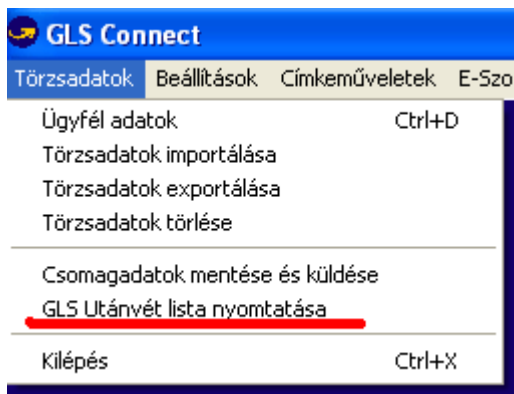 GLS Connect
Törzsadatok Beállítások Címkeműveletek E-Szo
Ügyfél adatok Ctrl+D
Törzsadatok importálása
Törzsadatok exportálása
Törzsadatok törlése
Csomagadatok mentése és küldése
GLS Utánvét lista nyomtatása
Kilépés Ctrl+X